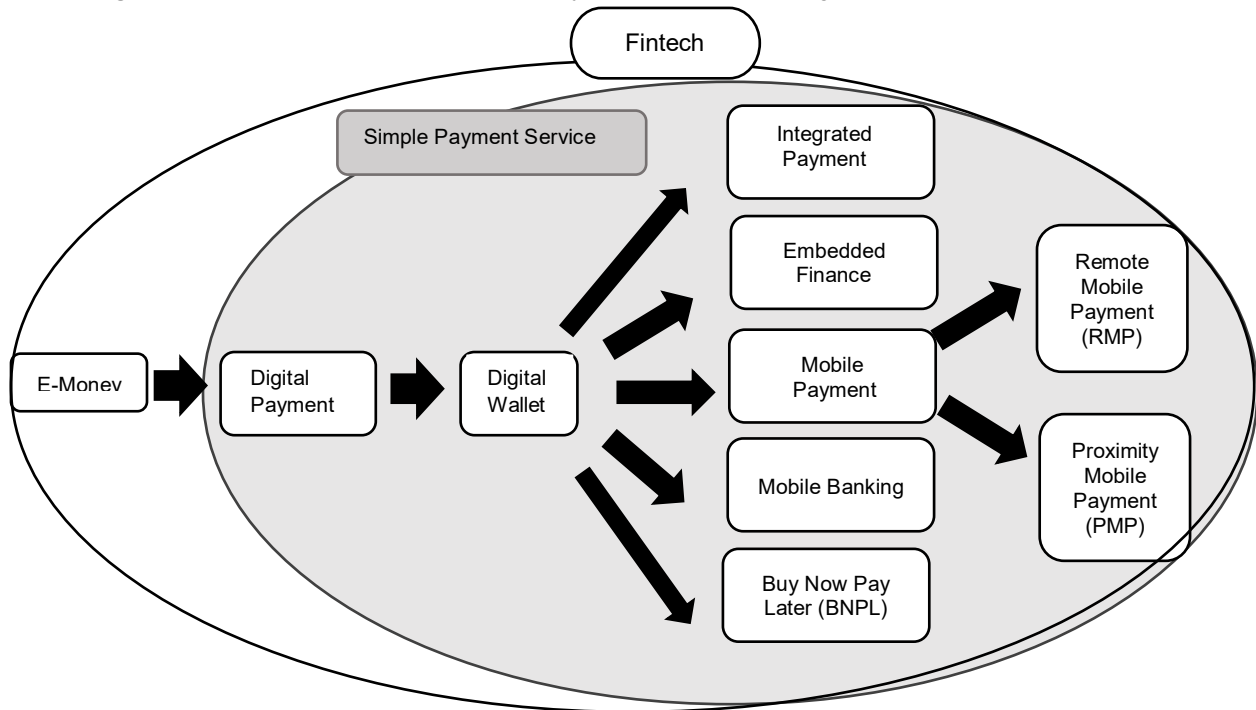 Fintech
Simple Payment Service
Integrated
Payment
Embedded
Finance
Remote
Mobile
Payment
(RMP)
E-Money
Digital
Payment
Digital
Wallet
Mobile
Payment
Mobile Banking
Proximity
Mobile
Payment
(PMP)
Buy Now Pay
Later (BNPL)